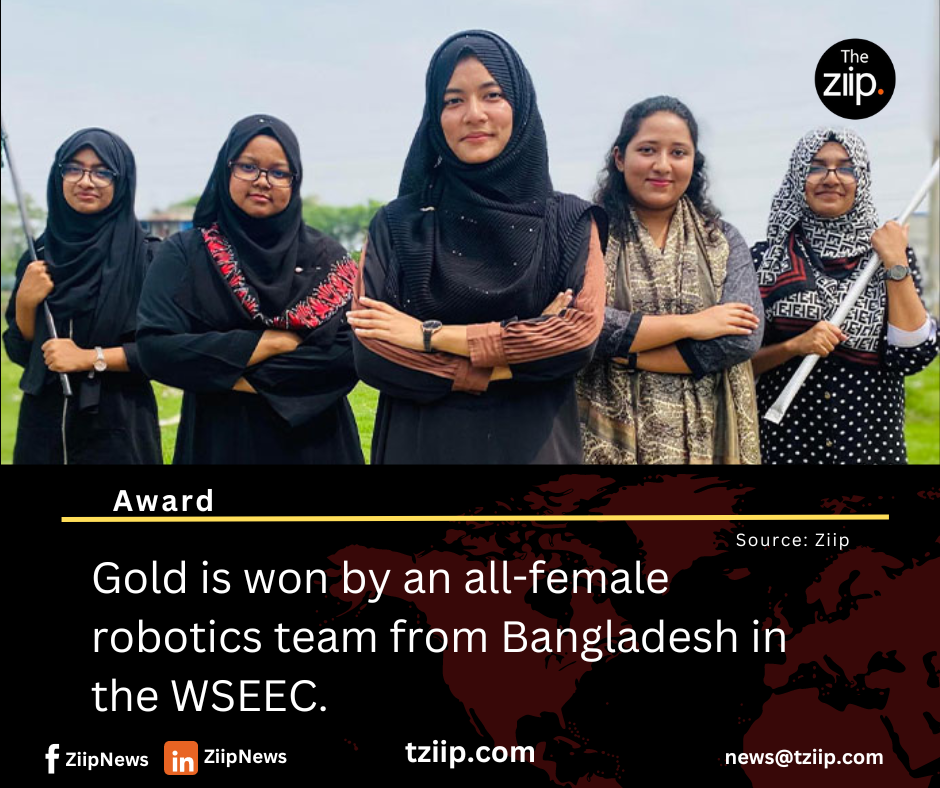 The
ziip.
Award
Source: Ziip
Gold is won by an all-female
robotics team from Bangladesh in
the WSEEC.
ZiipNews
in ZiipNews
tziip.com
news@tziip.com